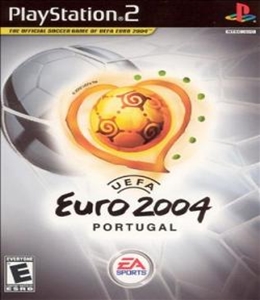 PlayStation 2
THE OFFICIAL SOCCER GAME OF UEFA EURO 2004™
UEFA
EURO 2004
PORTUGAL
EVERYONE
E
ESRB
EA
SPORTS